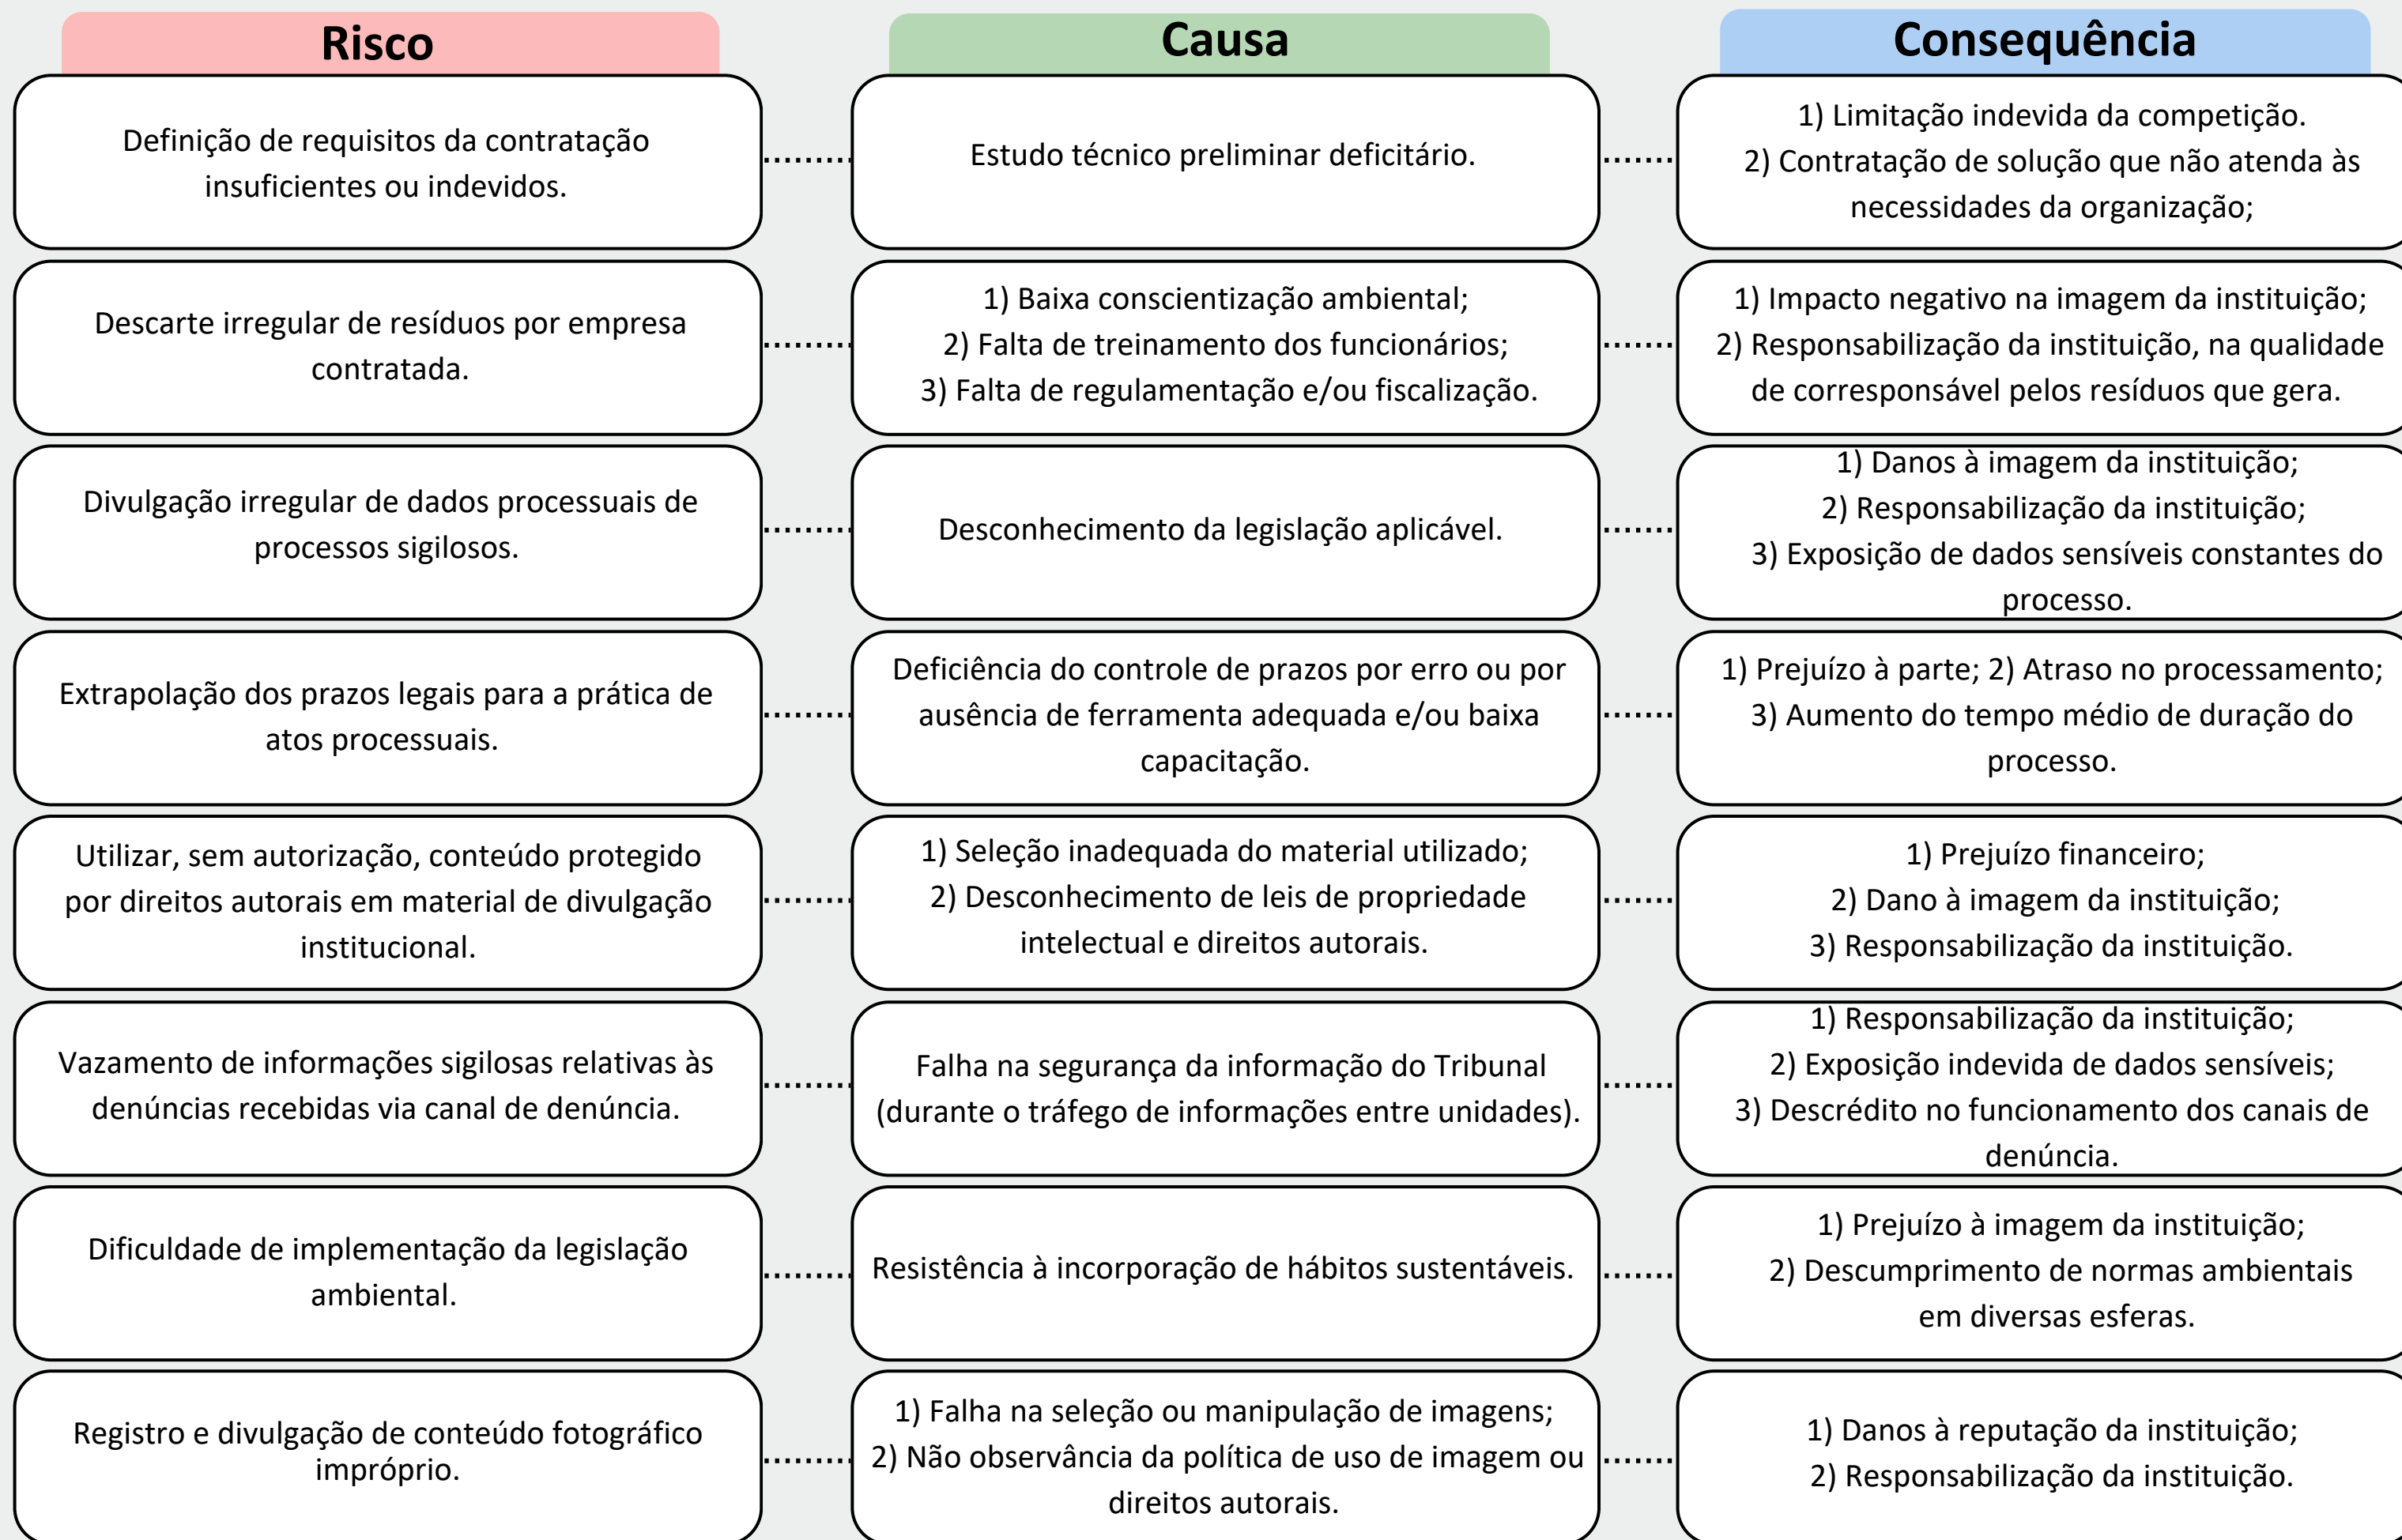 Risco
Causa
Consequência
Definição de requisitos da contratação
insuficientes ou indevidos.
Estudo técnico preliminar deficitário.
1) Limitação indevida da competição.
2) Contratação de solução que não atenda às
necessidades da organização;
Descarte irregular de resíduos por empresa
contratada.
1) Baixa conscientização ambiental;
2) Falta de treinamento dos funcionários;
3) Falta de regulamentação e/ou fiscalização.
1) Impacto negativo na imagem da instituição;
2) Responsabilização da instituição, na qualidade
de corresponsável pelos resíduos que gera.
Divulgação irregular de dados processuais de
processos sigilosos.
Desconhecimento da legislação aplicável.
1) Danos à imagem da instituição;
2) Responsabilização da instituição;
3) Exposição de dados sensíveis constantes do
processo.
Extrapolação dos prazos legais para a prática de
atos processuais.
Deficiência do controle de prazos por erro ou por
ausência de ferramenta adequada e/ou baixa
capacitação.
1) Prejuízo à parte; 2) Atraso no processamento;
3) Aumento do tempo médio de duração do
processo.
Utilizar, sem autorização, conteúdo protegido
por direitos autorais em material de divulgação
institucional.
1) Seleção inadequada do material utilizado;
2) Desconhecimento de leis de propriedade
intelectual e direitos autorais.
1) Prejuízo financeiro;
2) Dano à imagem da instituição;
3) Responsabilização da instituição.
Vazamento de informações sigilosas relativas às
denúncias recebidas via canal de denúncia.
Falha na segurança da informação do Tribunal
(durante o tráfego de informações entre unidades).
1) Responsabilização da instituição;
2) Exposição indevida de dados sensíveis;
3) Descrédito no funcionamento dos canais de
denúncia.
Dificuldade de implementação da legislação
ambiental.
Resistência à incorporação de hábitos sustentáveis.
1) Prejuízo à imagem da instituição;
2) Descumprimento de normas ambientais
em diversas esferas.
Registro e divulgação de conteúdo fotográfico
impróprio.
1) Falha na seleção ou manipulação de imagens;
2) Não observância da política de uso de imagem ou
direitos autorais.
1) Danos à reputação da instituição;
2) Responsabilização da instituição.